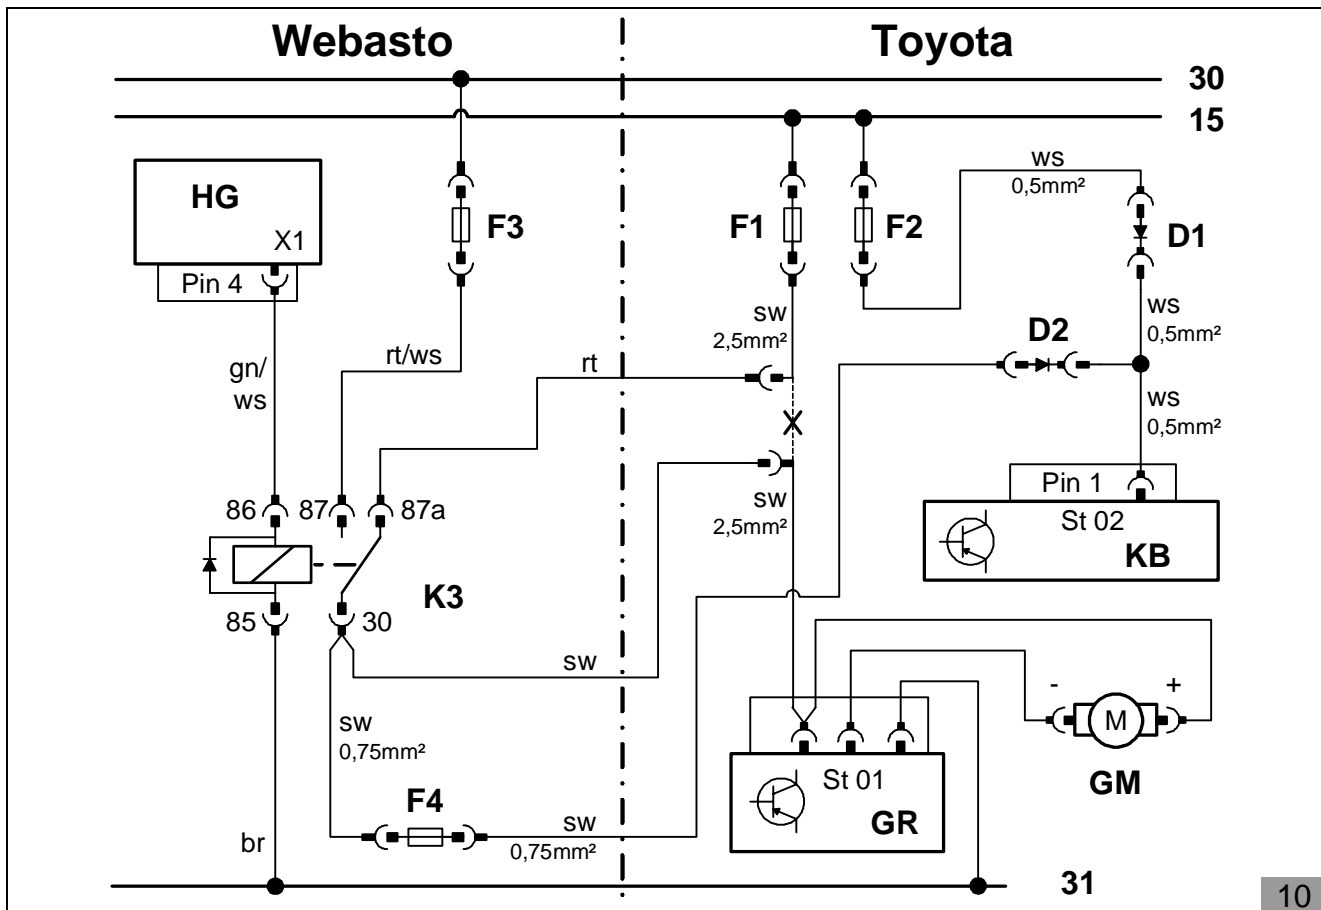 Webasto
Toyota
30
15
HG
X1
Pin 4
F3
F1
F2
ws
0,5mm²
D1
sw
2,5mm²
D2
ws
0,5mm²
gn/
ws
rt/ws
rt
ws
0,5mm²
Pin 1
St 02
KB
sw
2,5mm²
86
87
87a
K3
85
30
sw
sw
0,75mm²
F4
sw
0,75mm²
br
St 01
GR
-
+
M
GM
31
10